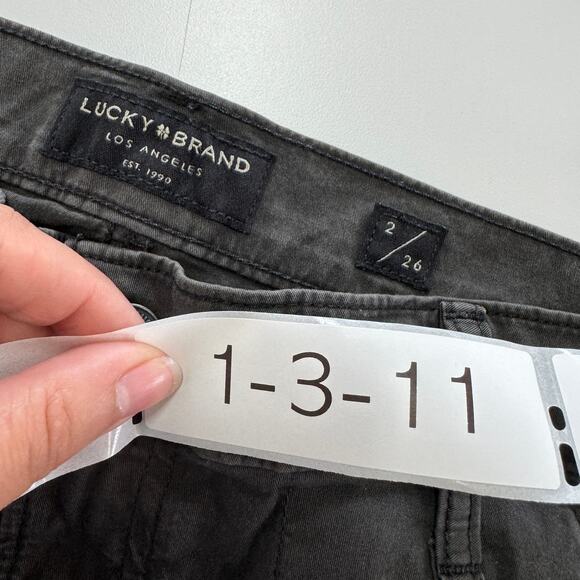 LUCKY BRAND
LOS ANGELES
EST. 1990
2/26
1-3-11